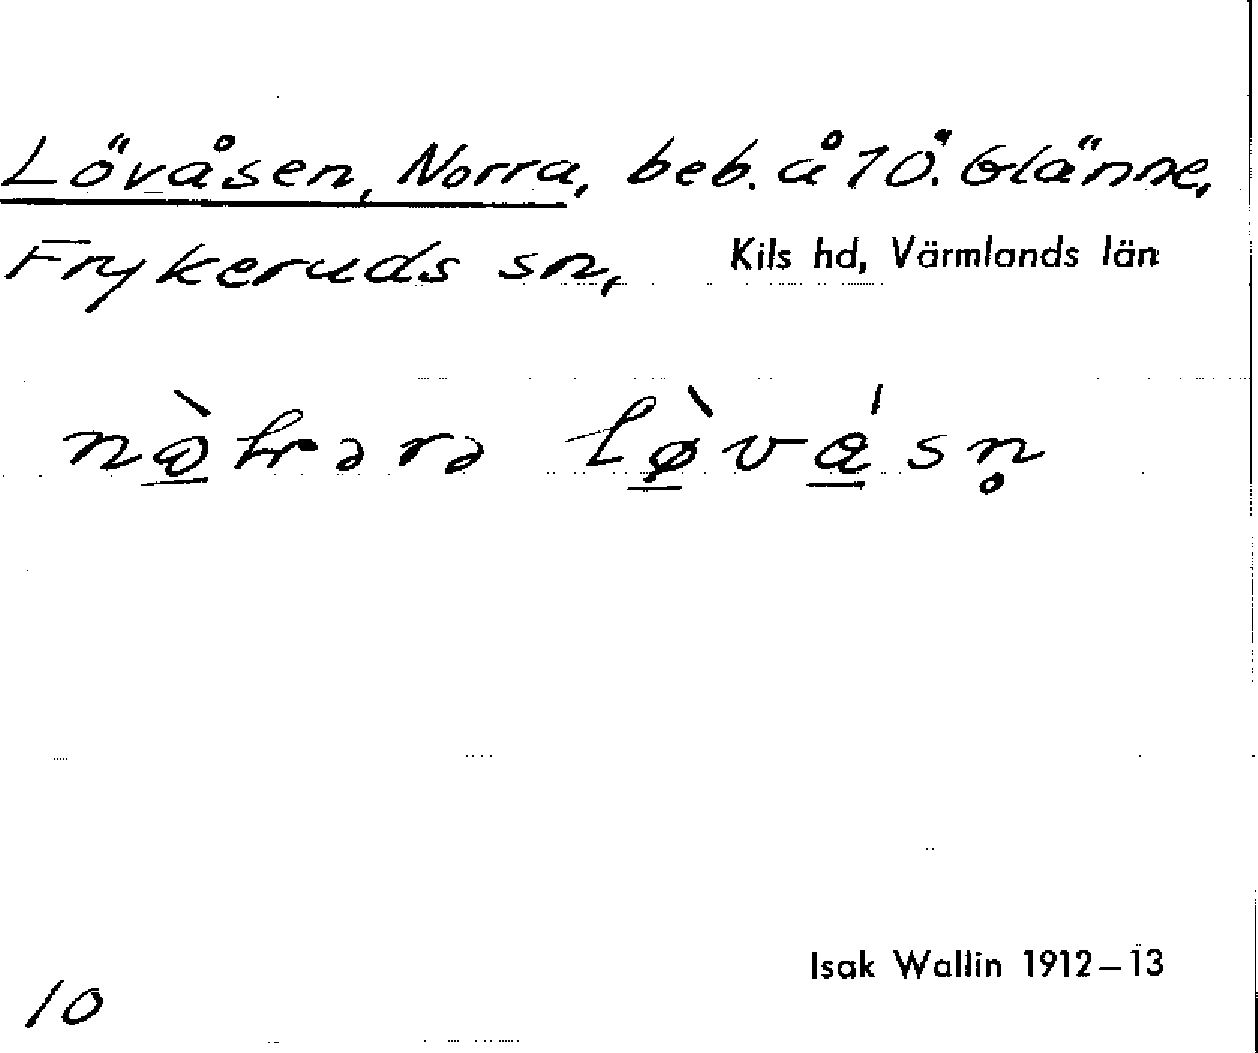 Lövåsen, Norra, beb. å 1 Ö. Glänne,
Frykeruds sn, Kils hd, Värmlands län
Isak Wallin 1912–13
10